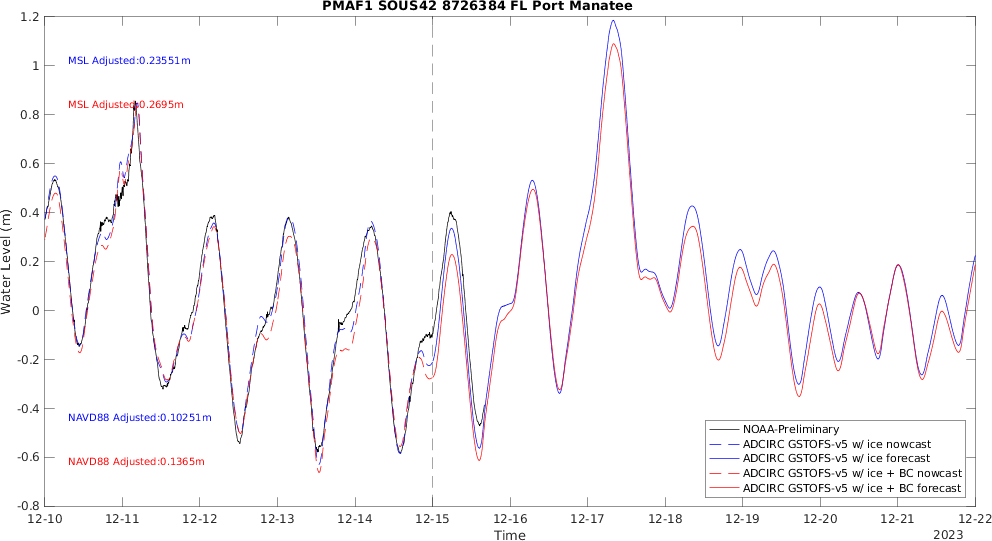 PMAF1 SOUS42 8726384 FL Port Manatee
1.2
1
0.8
0.6
0.4
0.2
0
-0.2
-0.4
-0.6
-0.8
Water Level (m)
MSL Adjusted:0.23551m
MSL Adjusted:0.2695m
NAVD88 Adjusted:0.10251m
NAVD88 Adjusted:0.1365m
NOAA-Preliminary
ADCIRC GSTOFS-v5 w/ ice nowcast
ADCIRC GSTOFS-v5 w/ ice forecast
ADCIRC GSTOFS-v5 w/ ice + BC nowcast
ADCIRC GSTOFS-v5 w/ ice + BC forecast
12-10 12-11 12-12 12-13 12-14 12-15 12-16 12-17 12-18 12-19 12-20 12-21 12-22
Time
2023